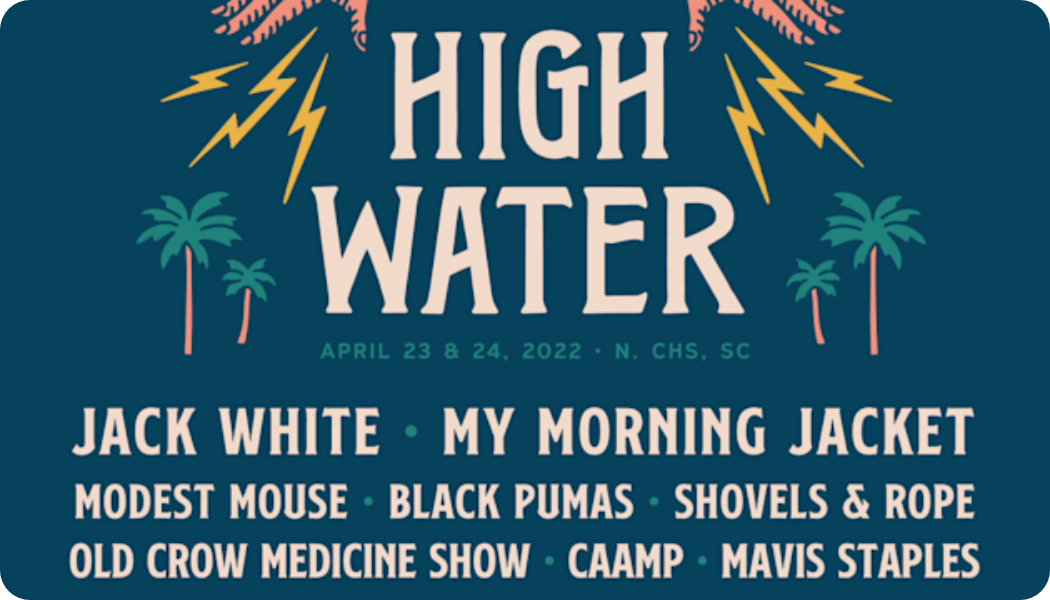 HIGH
WATER
APRIL 23 & 24, 2022 · N. CHS, SC
JACK WHITE · MY MORNING JACKET
MODEST MOUSE · BLACK PUMAS · SHOVELS & ROPE
OLD CROW MEDICINE SHOW · CAAMP · MAVIS STAPLES